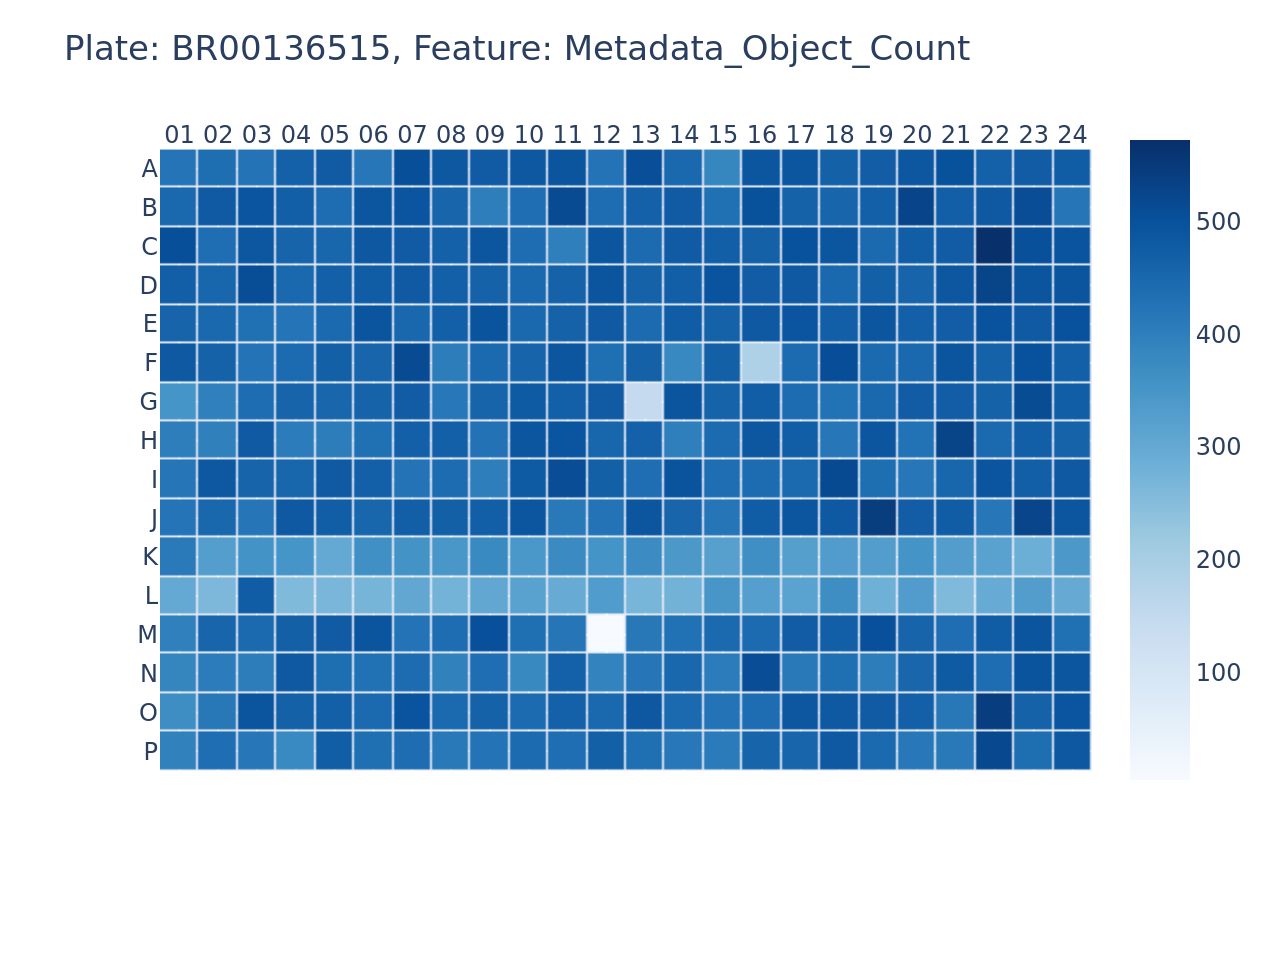 Plate: BR00136515, Feature: Metadata_Object_Count
01 02 03 04 05 06 07 08 09 10 11 12 13 14 15 16 17 18 19 20 21 22 23 24
A
B
C
D
E
F
G
H
I
J
K
L
M
N
O
P
500
400
300
200
100